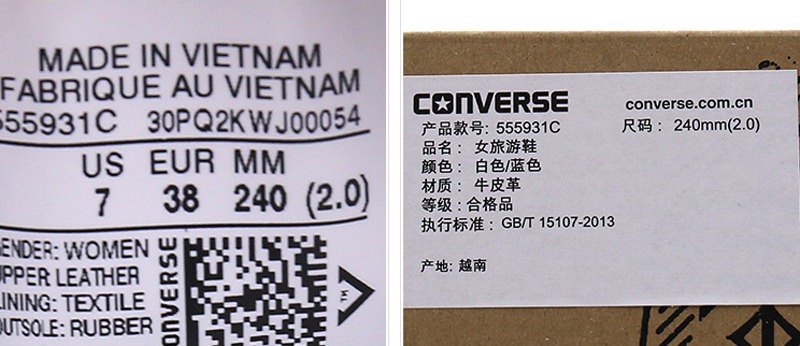 MADE IN VIETNAM
FABRIQUE AU VIETNAM
555931C 30PQ2KWJ00054
US EUR MM
7 38 240 (2.0)
GENDER: WOMEN
UPPER LEATHER
LINING: TEXTILE
OUTSOLE: RUBBER
CONVERSE
TM
CONVERSE converse.com.cn
产品款号: 555931C 尺码: 240mm(2.0)
品名: 女旅游鞋
颜色: 白色/蓝色
材质: 牛皮革
等级: 合格品
执行标准: GB/T 15107-2013
产地: 越南